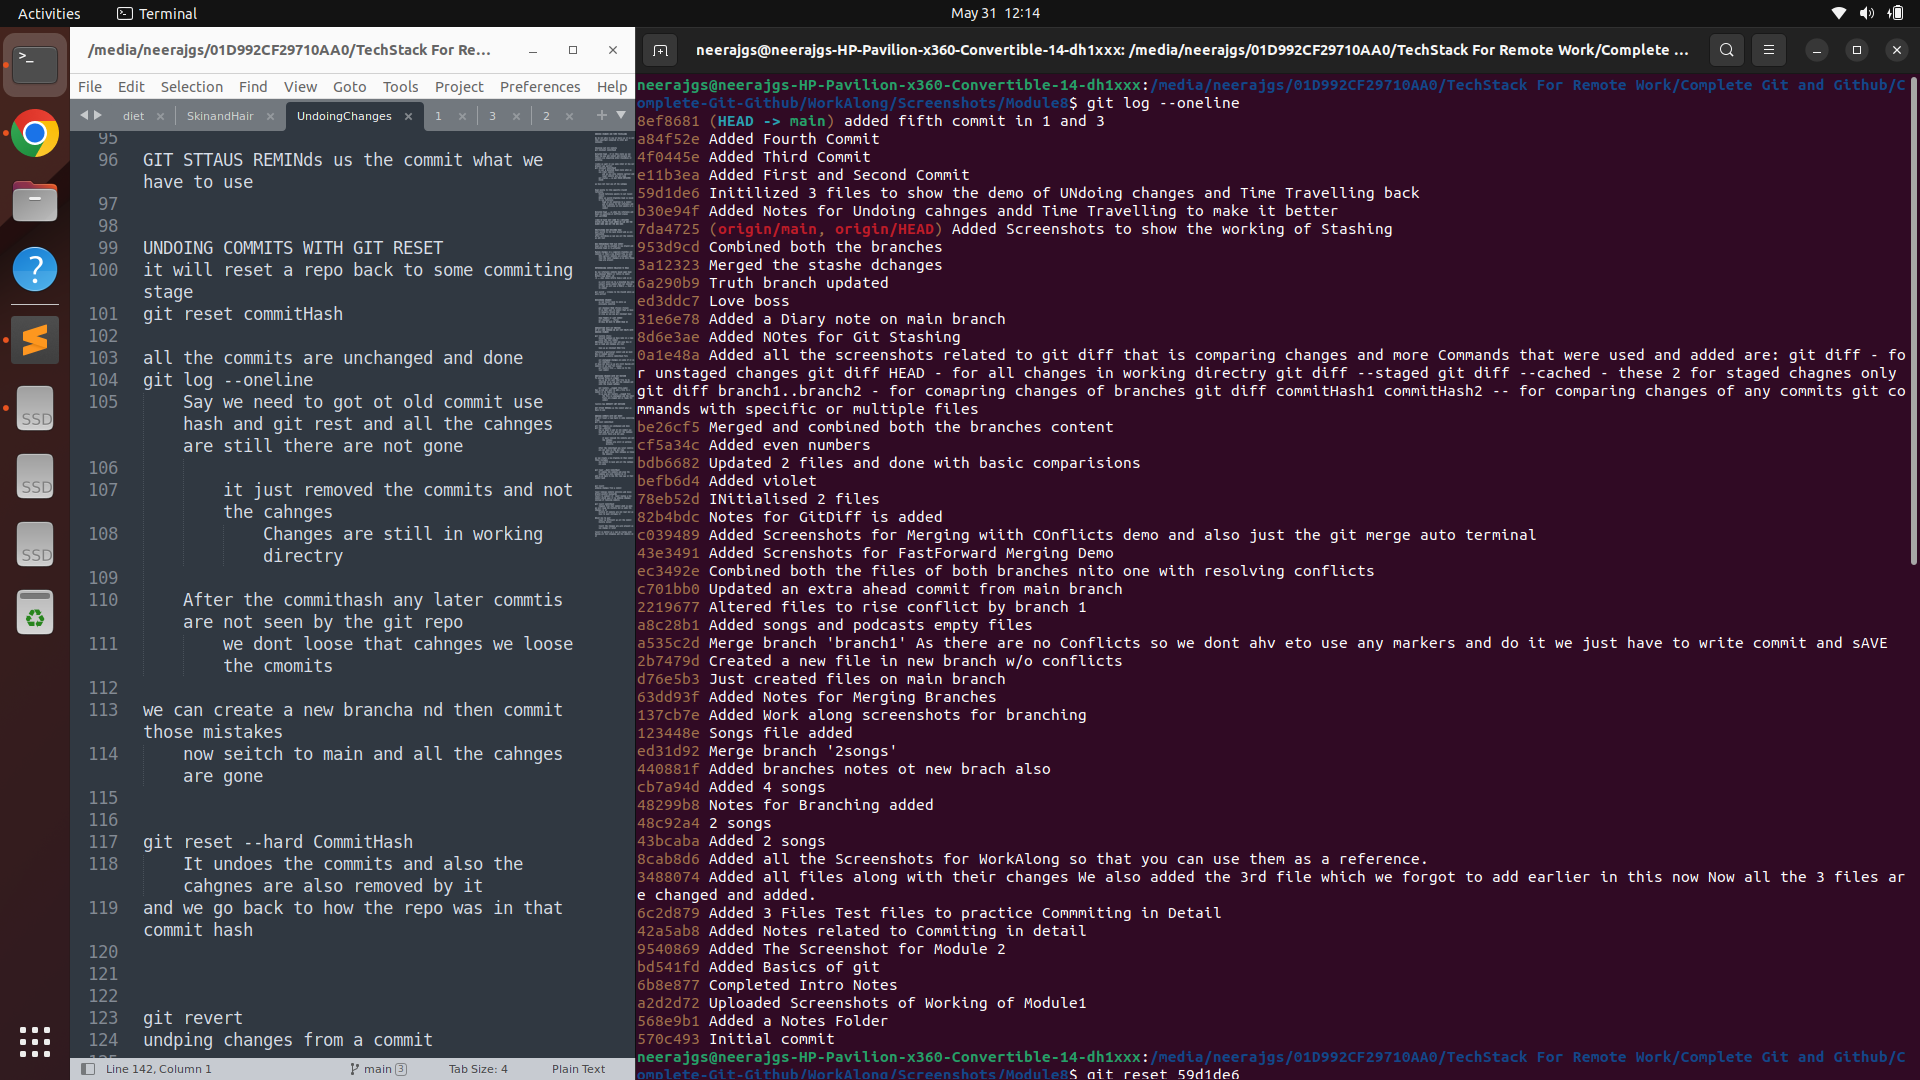 Activities
Terminal
May 31  12:14
/media/neerajgs/01D992CF29710AA0/TechStack For Re...
File Edit Selection Find View Goto Tools Project Preferences Help
diet
SkinandHair
UndoingChanges
1
3
2
95
96 GIT STTAUS REMINds us the commit what we
have to use
97
98
99 UNDOING COMMITS WITH GIT RESET
100 it will reset a repo back to some commiting
stage
101 git reset commitHash
102
103 all the commits are unchanged and done
104 git log --oneline
105 Say we need to got ot old commit use
hash and git rest and all the cahnges
are still there are not gone
106
107 it just removed the commits and not
the cahnges
108 Changes are still in working
directry
109
110 After the commithash any later commtis
are not seen by the git repo
111 we dont loose that cahnges we loose
the cmomits
112
113 we can create a new brancha nd then commit
those mistakes
114 now seitch to main and all the cahnges
are gone
115
116
117 git reset --hard CommitHash
118 It undoes the commits and also the
cahgnes are also removed by it
119 and we go back to how the repo was in that
commit hash
120
121
122
123 git revert
124 undping changes from a commit
Line 142, Column 1
main 3
Tab Size: 4
Plain Text
SSD
SSD
SSD
neerajgs@neerajgs-HP-Pavilion-x360-Convertible-14-dh1xxx: /media/neerajgs/01D992CF29710AA0/TechStack For Remote Work/Complete ...
neerajgs@neerajgs-HP-Pavilion-x360-Convertible-14-dh1xxx:/media/neerajgs/01D992CF29710AA0/TechStack For Remote Work/Complete Git and Github/C
omplete-Git-Github/WorkAlong/Screenshots/Module8$ git log --oneline
8ef8681 (HEAD -> main) added fifth commit in 1 and 3
a84f52e Added Fourth Commit
4f0445e Added Third Commit
e11b3ea Added First and Second Commit
59d1de6 Initilized 3 files to show the demo of UNdoing changes and Time Travelling back
b30e94f Added Notes for Undoing cahnges andd Time Travelling to make it better
7da4725 (origin/main, origin/HEAD) Added Screenshots to show the working of Stashing
953d9cd Combined both the branches
3a12323 Merged the stashe dchanges
6a290b9 Truth branch updated
ed3ddc7 Love boss
31e6e78 Added a Diary note on main branch
8d6e3ae Added NOtes for Git Stashing
0a1e48a Added all the screenshots related to git diff that is comparing changes and more Commands that were used and added are: git diff - fo
r unstaged changes git diff HEAD - for all changes in working directry git diff --staged git diff --cached - these 2 for staged chagnes only
git diff branch1..branch2 - for comapring changes of branches git diff commitHash1 commitHash2 -- for comparing changes of any commits git co
mmands with specific or multiple files
be26cf5 Merged and combined both the branches content
cf5a34c Added even numbers
bdb6682 Updated 2 files and done with basic comparisions
befb6d4 Added violet
78eb52d INitialised 2 files
82b4bdc Notes for GitDiff is added
c039489 Added Screenshots for Merging wiith COnflicts demo and also just the git merge auto terminal
43e3491 Added Screnshots for FastForward Merging Demo
ec3492e Combined both the files of both branches nito one with resolving conflicts
c701bb0 Updated an extra ahead commit from main branch
2219677 Altered files to rise conflict by branch 1
a8c28b1 Added songs and podcasts empty files
a535c2d Merge branch 'branch1' As there are no Conflicts so we dont ahv eto use any markers and do it we just have to write commit and sAVE
2b7479d Created a new file in new branch w/o conflicts
d76e5b3 Just created files on main branch
63dd93f Added Notes for Merging Branches
137cb7e Added Work along screenshots for branching
123448e Songs file added
ed31d92 Merge branch '2songs'
440881f Added branches notes ot new brach also
cb7a94d Added 4 songs
48299b8 Notes for Branching added
48c92a4 2 songs
43bcaba Added 2 songs
8cab8d6 Added all the Screenshots for WorkAlong so that you can use them as a reference.
3488074 Added all files along with their changes We also added the 3rd file which we forgot to add earlier in this now Now all the 3 files ar
e changed and added.
6c2d879 Added 3 Files Test files to practice Commmiting in Detail
42a5ab8 Added Notes related to Commiting in detail
9540869 Added The Screenshot for Module 2
bd541fd Added Basics of git
6b8e877 Completed Intro Notes
a2d2d72 Uploaded Screenshots of Working of Module1
568e9b1 Added a Notes Folder
570c493 Initial commit
neerajgs@neerajgs-HP-Pavilion-x360-Convertible-14-dh1xxx:/media/neerajgs/01D992CF29710AA0/TechStack For Remote Work/Complete Git and Github/C
omplete-Git-Github/WorkAlong/Screenshots/Module8$ git reset 59d1de6